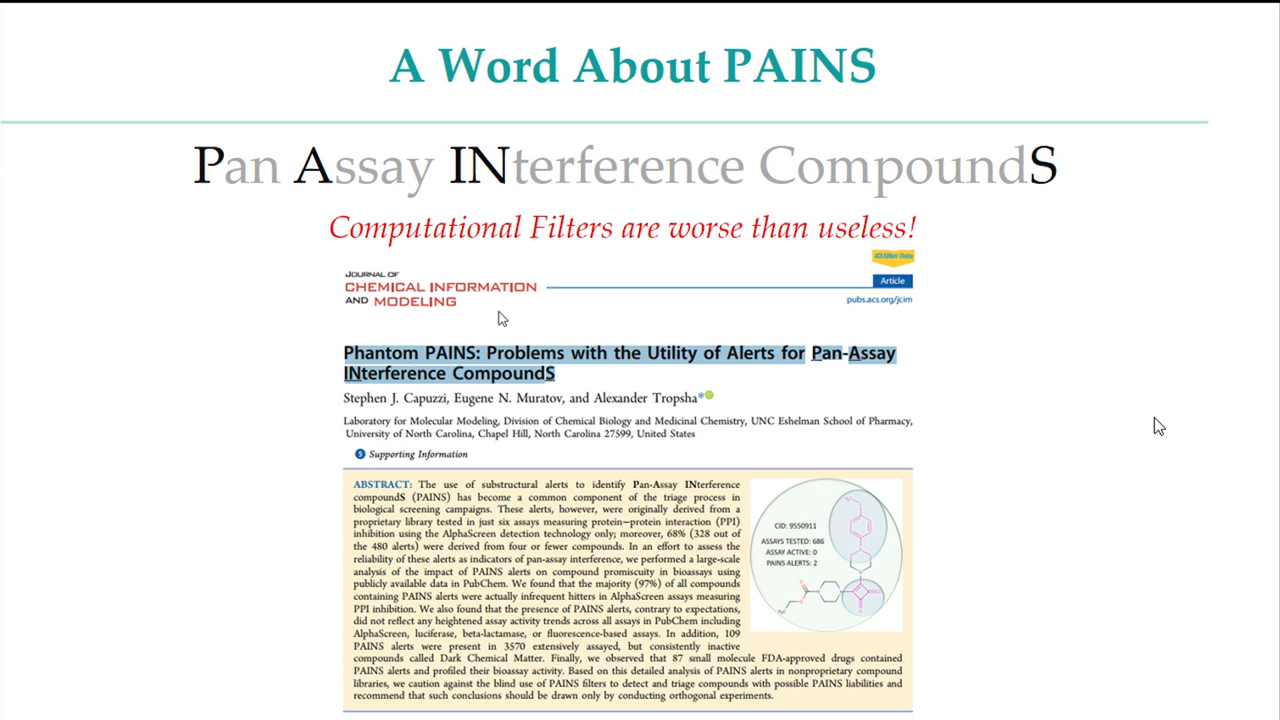 A Word About PAINS
Pan Assay INterference CompoundS
Computational Filters are worse than useless!
ACS Editors' Choice
JOURNAL OF
CHEMICAL INFORMATION
AND MODELING
Article
pubs.acs.org/jcim
Phantom PAINS: Problems with the Utility of Alerts for Pan-Assay
INterference CompoundS
Stephen J. Capuzzi, Eugene N. Muratov, and Alexander Tropsha*
Laboratory for Molecular Modeling, Division of Chemical Biology and Medicinal Chemistry, UNC Eshelman School of Pharmacy,
University of North Carolina, Chapel Hill, North Carolina 27599, United States
S Supporting Information
ABSTRACT: The use of substructural alerts to identify Pan-Assay INterference
compoundS (PAINS) has become a common component of the triage process in
biological screening campaigns. These alerts, however, were originally derived from a
proprietary library tested in just six assays measuring protein−protein interaction (PPI)
inhibition using the AlphaScreen detection technology only; moreover, 68% (328 out of
the 480 alerts) were derived from four or fewer compounds. In an effort to assess the
reliability of these alerts as indicators of pan-assay interference, we performed a large-scale
analysis of the impact of PAINS alerts on compound promiscuity in bioassays using
publicly available data in PubChem. We found that the majority (97%) of all compounds
containing PAINS alerts were actually infrequent hitters in AlphaScreen assays measuring
PPI inhibition. We also found that the presence of PAINS alerts, contrary to expectations,
did not reflect any heightened assay activity trends across all assays in PubChem including
AlphaScreen, luciferase, beta-lactamase, or fluorescence-based assays. In addition, 109
PAINS alerts were present in 3570 extensively assayed, but consistently inactive
compounds called Dark Chemical Matter. Finally, we observed that 87 small molecule FDA-approved drugs contained
PAINS alerts and profiled their bioassay activity. Based on this detailed analysis of PAINS alerts in nonproprietary compound
libraries, we caution against the blind use of PAINS filters to detect and triage compounds with possible PAINS liabilities and
recommend that such conclusions should be drawn only by conducting orthogonal experiments.
CID: 9550911
ASSAYS TESTED: 686
ASSAY ACTIVE: 0
PAINS ALERTS: 2